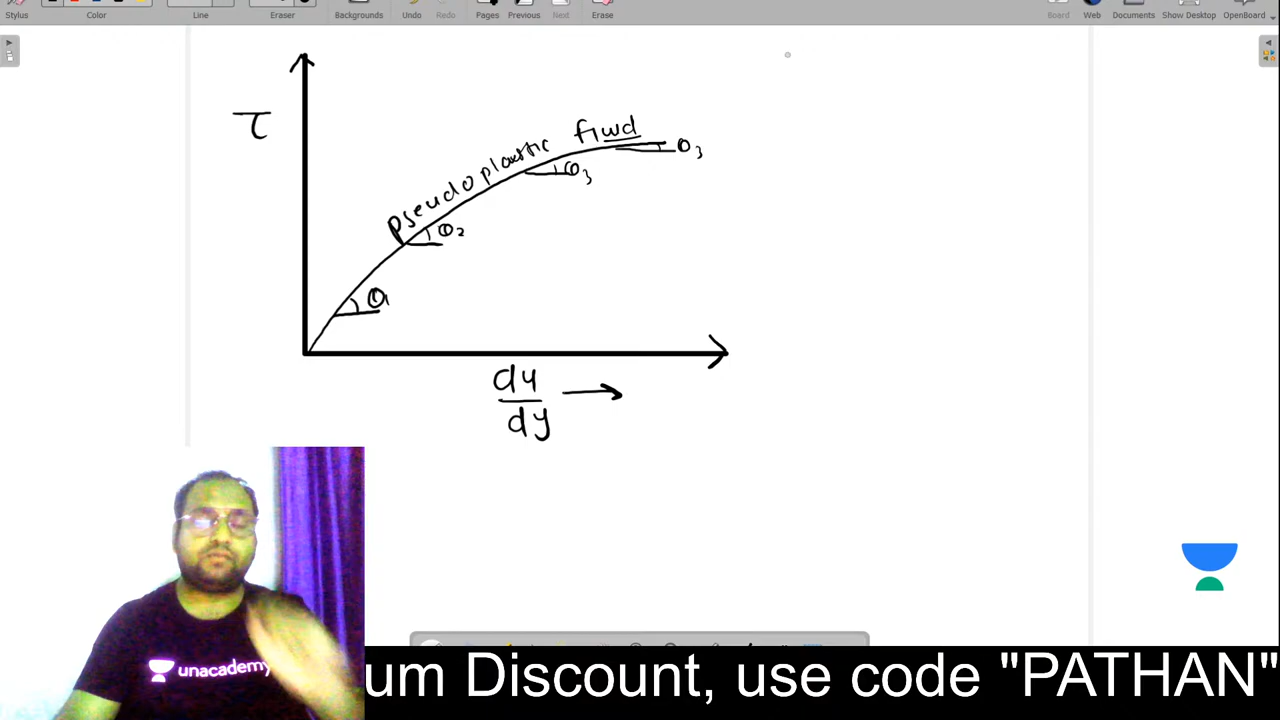 Stylus
Color
Line
Eraser
Backgrounds
Undo
Redo
Pages
Previous
Next
Erase
Board
Web
Documents
Show Desktop
OpenBoard
τ
pseudoplastic fluid
θ1
θ2
θ3
θ3
du
dy
unacademy
um Discount, use code "PATHAN"